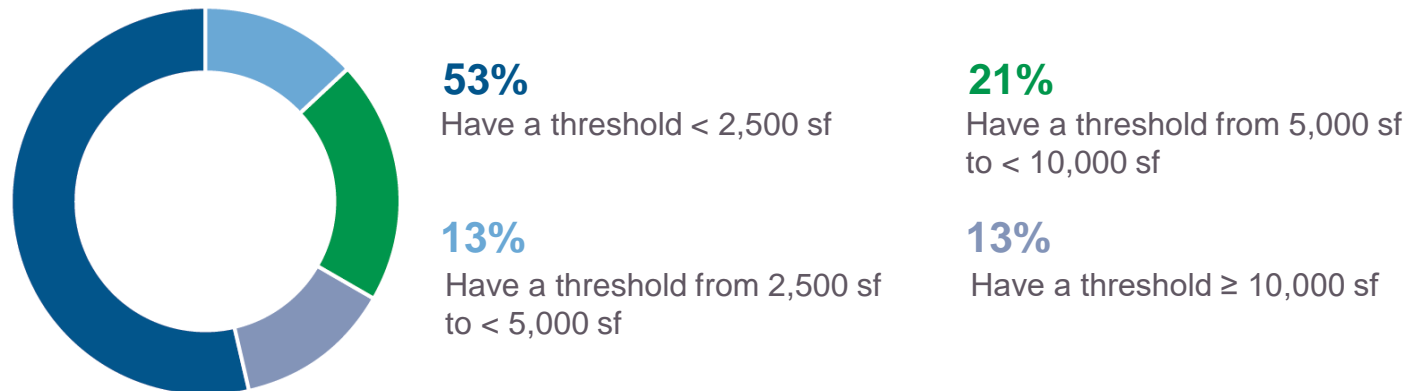 53%
Have a threshold < 2,500 sf
21%
Have a threshold from 5,000 sf
to < 10,000 sf
13%
Have a threshold from 2,500 sf
to < 5,000 sf
13%
Have a threshold ≥ 10,000 sf